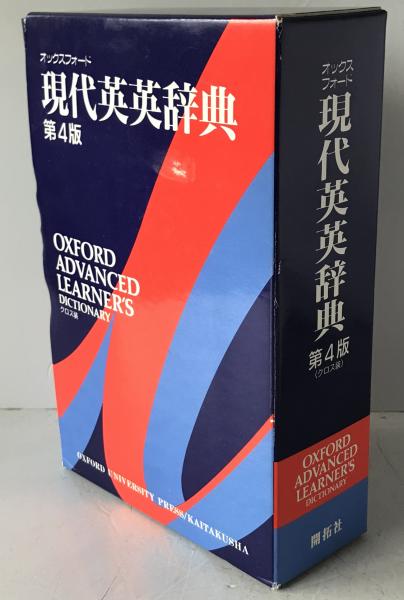 オックスフォード
現代英英辞典
第4版
OXFORD
ADVANCED
LEARNER'S
DICTIONARY
クロス装
OXFORD UNIVERSITY PRESS/KAITAKUSHA
オックス
フォード
現代英英辞典
第4版
〈クロス装〉
OXFORD
ADVANCED
LEARNER'S
DICTIONARY
開拓社